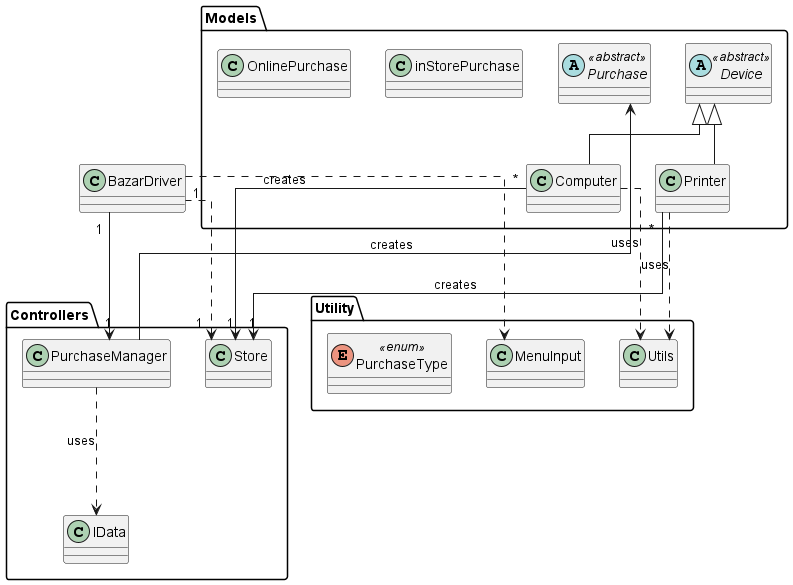 Models
C OnlinePurchase
C inStorePurchase
A «abstract»
Purchase
A «abstract»
Device
C BazarDriver
C Computer
C Printer
creates
*
1
1
*
uses
creates
uses
creates
Controllers
1
1
1
1
Utility
C PurchaseManager
C Store
E «enum»
PurchaseType
C MenuInput
C Utils
uses
C IData